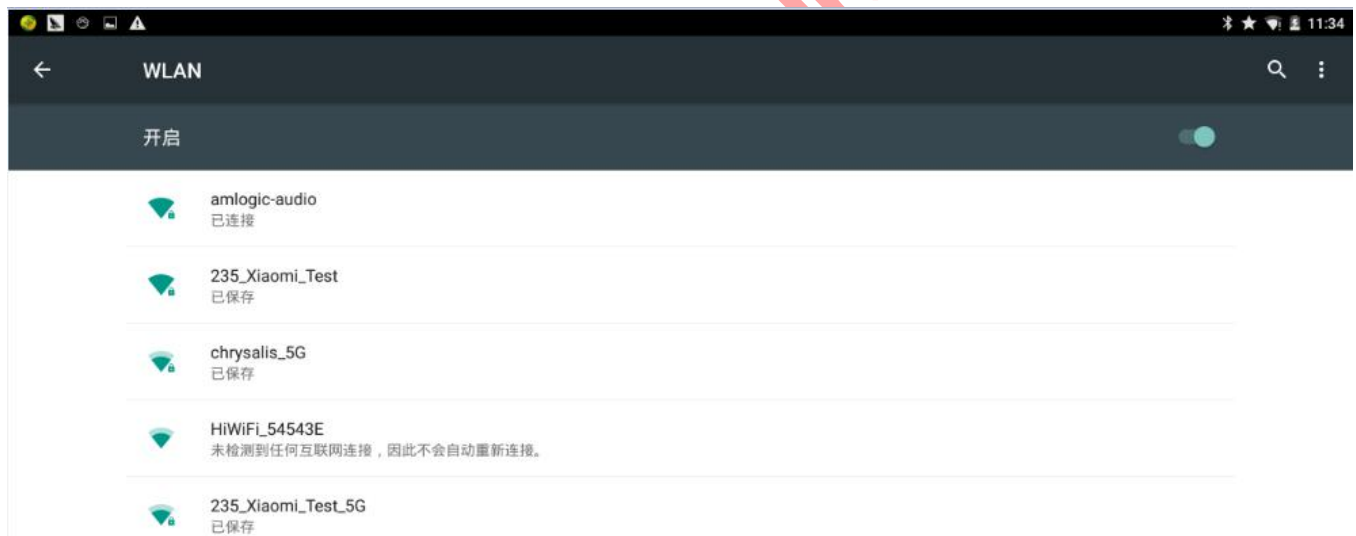 11:34
WLAN
开启
amlogic-audio
已连接
235_Xiaomi_Test
已保存
chrysalis_5G
已保存
HiWiFi_54543E
未检测到任何互联网连接，因此不会自动重新连接。
235_Xiaomi_Test_5G
已保存